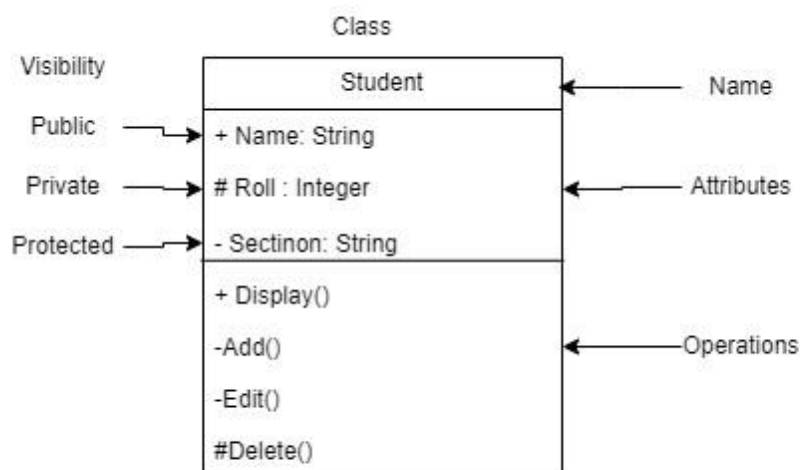 Class
Visibility
Student
Name
Public
+ Name: String
Private
# Roll : Integer
Attributes
Protected
- Sectinon: String
+ Display()
-Add()
Operations
-Edit()
#Delete()